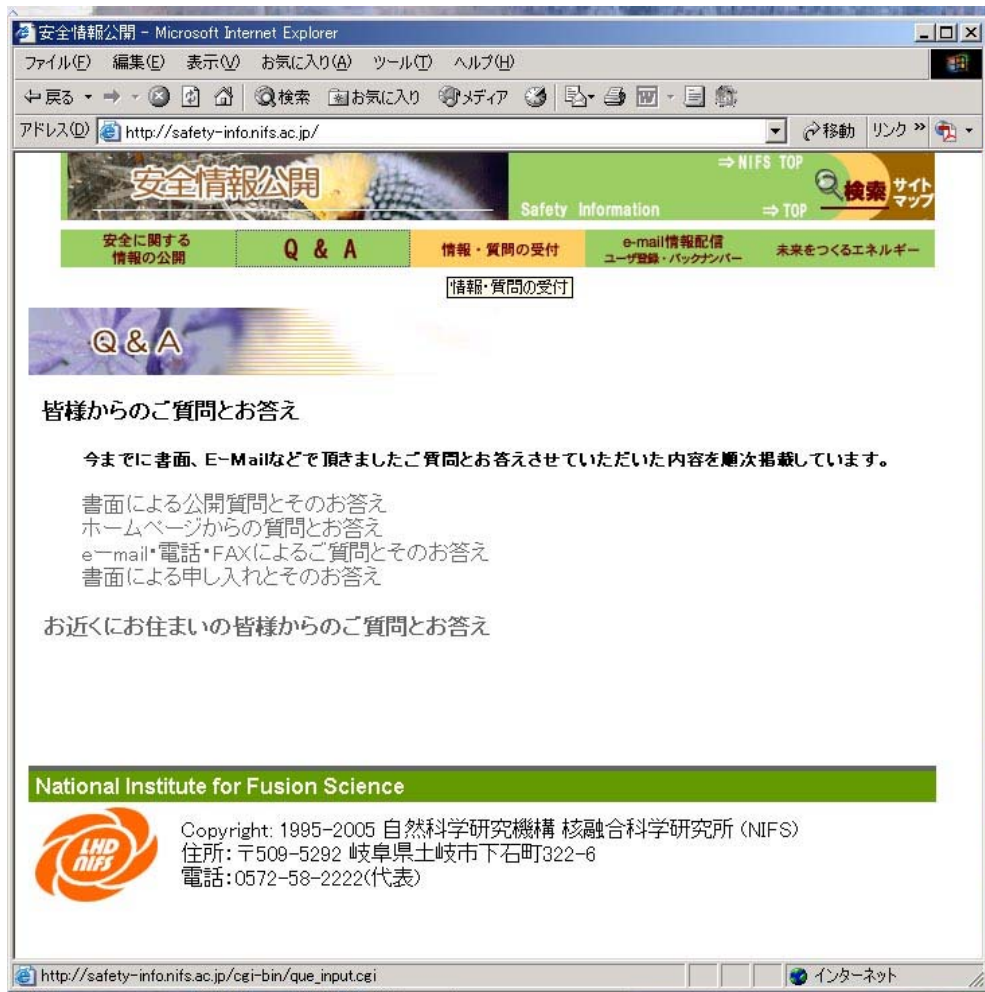 安全情報公開 - Microsoft Internet Explorer
ファイル(F) 編集(E) 表示(V) お気に入り(A) ツール(T) ヘルプ(H)
戻る 検索 お気に入り メディア
アドレス(D) http://safety-info.nifs.ac.jp/ 移動 リンク »
安全情報公開
⇒NIFS TOP
Safety Information
⇒TOP
検索
サイト
マップ
安全に関する
情報の公開
Q & A
情報・質問の受付
e-mail情報配信
ユーザ登録・バックナンバー
未来をつくるエネルギー
情報・質問の受付
Q & A
皆様からのご質問とお答え
今までに書面、E-Mailなどで頂きましたご質問とお答えさせていただいた内容を順次掲載しています。
書面による公開質問とそのお答え
ホームページからの質問とお答え
e-mail・電話・FAXによるご質問とそのお答え
書面による申し入れとそのお答え
お近くにお住まいの皆様からのご質問とお答え
National Institute for Fusion Science
LHD
NIFS
Copyright: 1995-2005 自然科学研究機構 核融合科学研究所 (NIFS)
住所: 〒509-5292 岐阜県土岐市下石町322-6
電話:0572-58-2222(代表)
http://safety-info.nifs.ac.jp/cgi-bin/que_input.cgi
インターネット